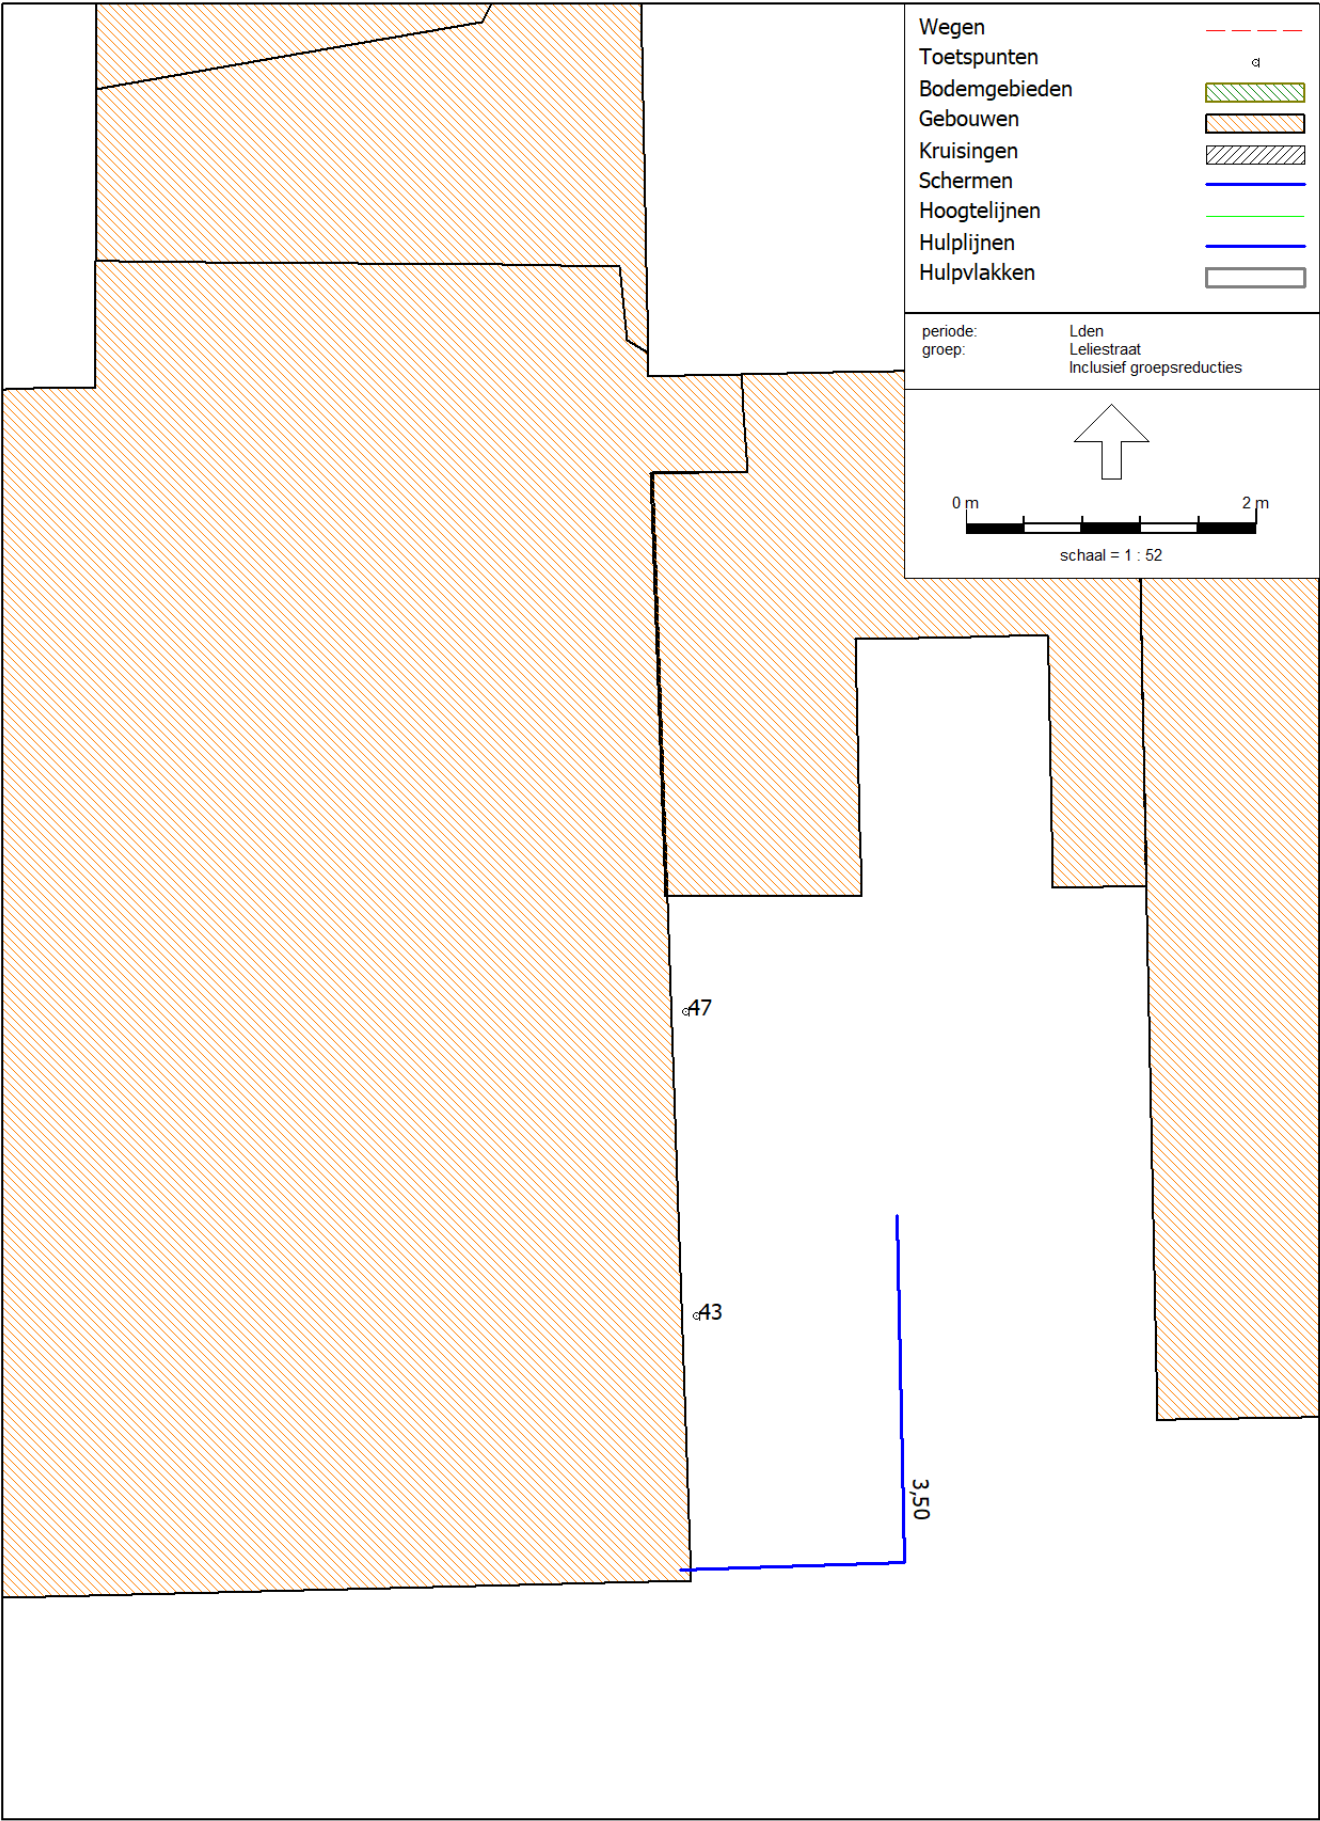 Wegen
Toetspunten
Bodemgebieden
Gebouwen
Kruisingen
Schermen
Hoogtelijnen
Hulplijnen
Hulpvlakken
periode: Lden
groep: Leliestraat
Inclusief groepsreducties
0 m 2 m
schaal = 1 : 52
47
43
3,50